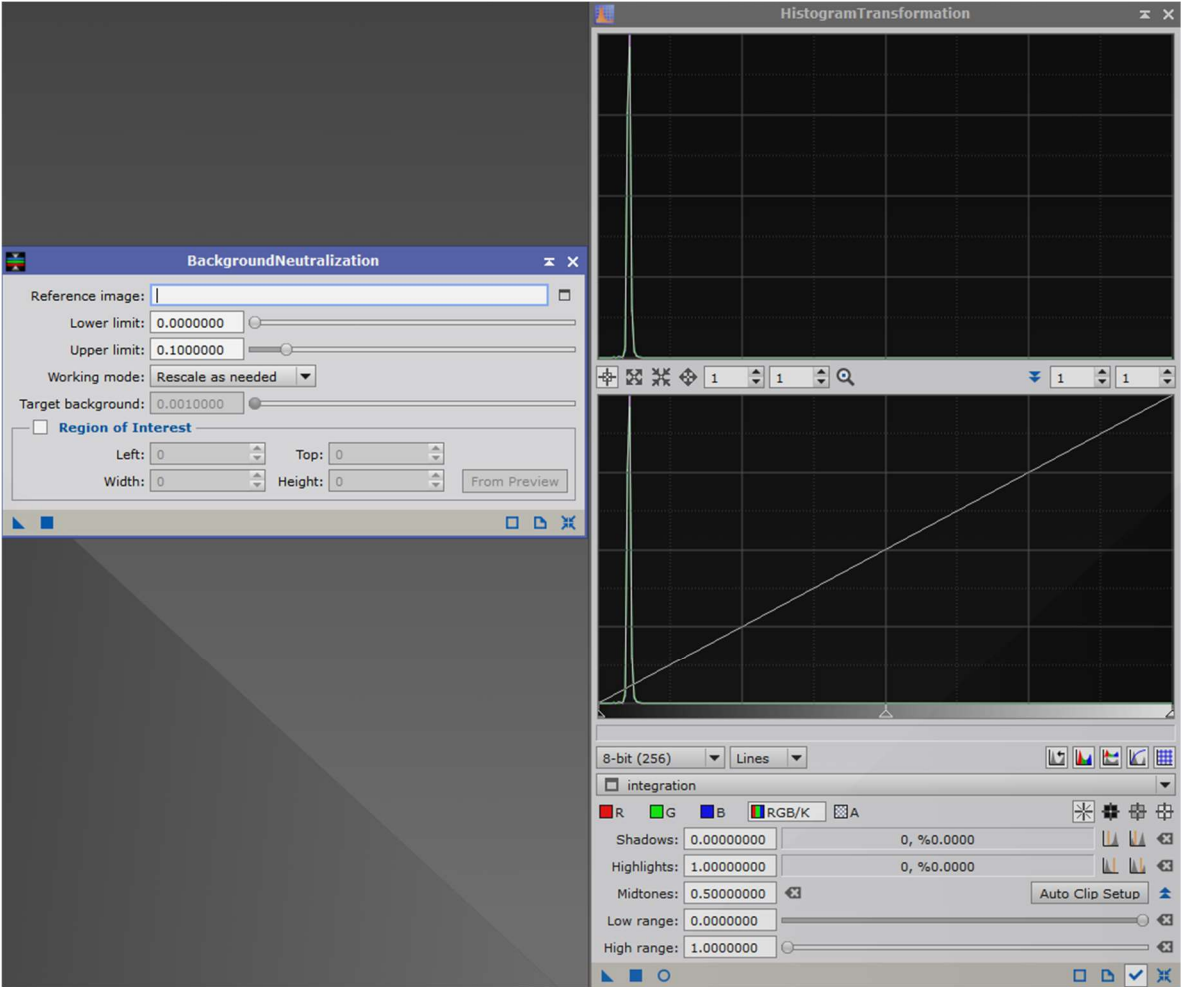 HistogramTransformation
BackgroundNeutralization
Reference image:
Lower limit: 0.0000000
Upper limit: 0.1000000
Working mode: Rescale as needed
Target background: 0.0010000
Region of Interest
Left: 0 Top: 0
Width: 0 Height: 0 From Preview
1 1 1 1
8-bit (256) Lines
integration
R G B RGB/K A
Shadows: 0.00000000 0, %0.0000
Highlights: 1.00000000 0, %0.0000
Midtones: 0.50000000 Auto Clip Setup
Low range: 0.0000000
High range: 1.0000000